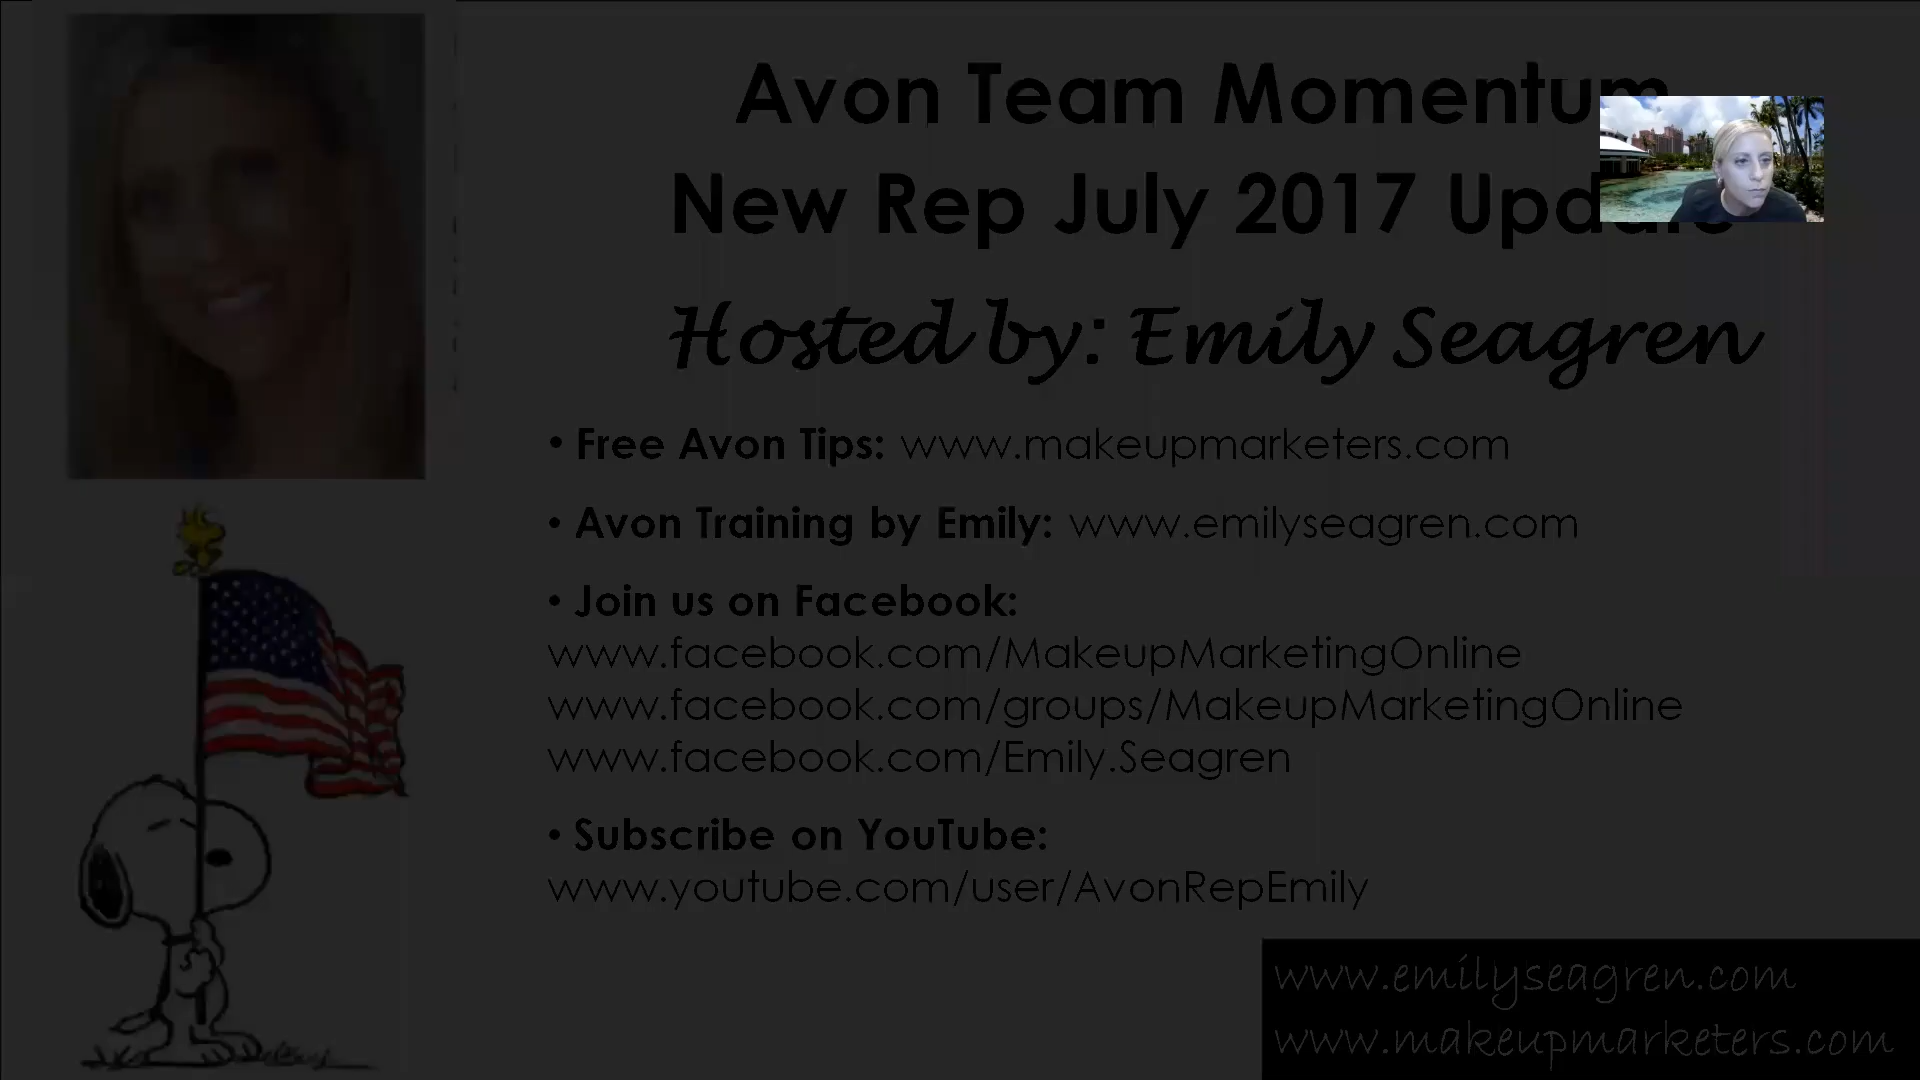 Avon Team Momentum
New Rep July 2017 Update
Hosted by: Emily Seagren
• Free Avon Tips: www.makeupmarketers.com
• Avon Training by Emily: www.emilyseagren.com
• Join us on Facebook:
www.facebook.com/MakeupMarketingOnline
www.facebook.com/groups/MakeupMarketingOnline
www.facebook.com/Emily.Seagren
• Subscribe on YouTube:
www.youtube.com/user/AvonRepEmily
www.emilyseagren.com
www.makeupmarketers.com